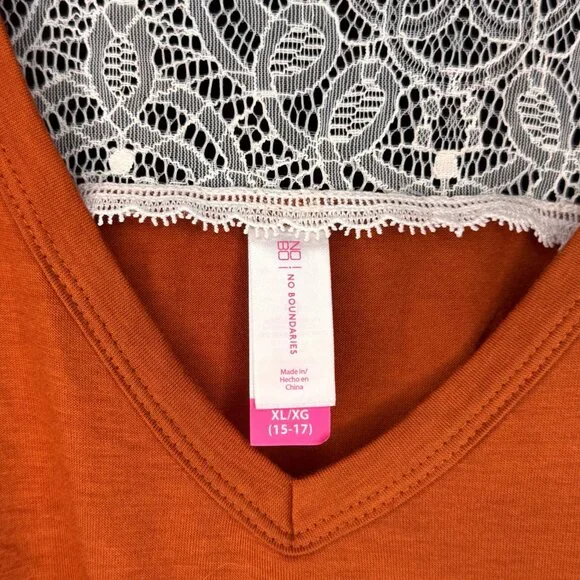 NO
BO
NO BOUNDARIES
Made in/
Hecho en
China
XL/XG
(15-17)